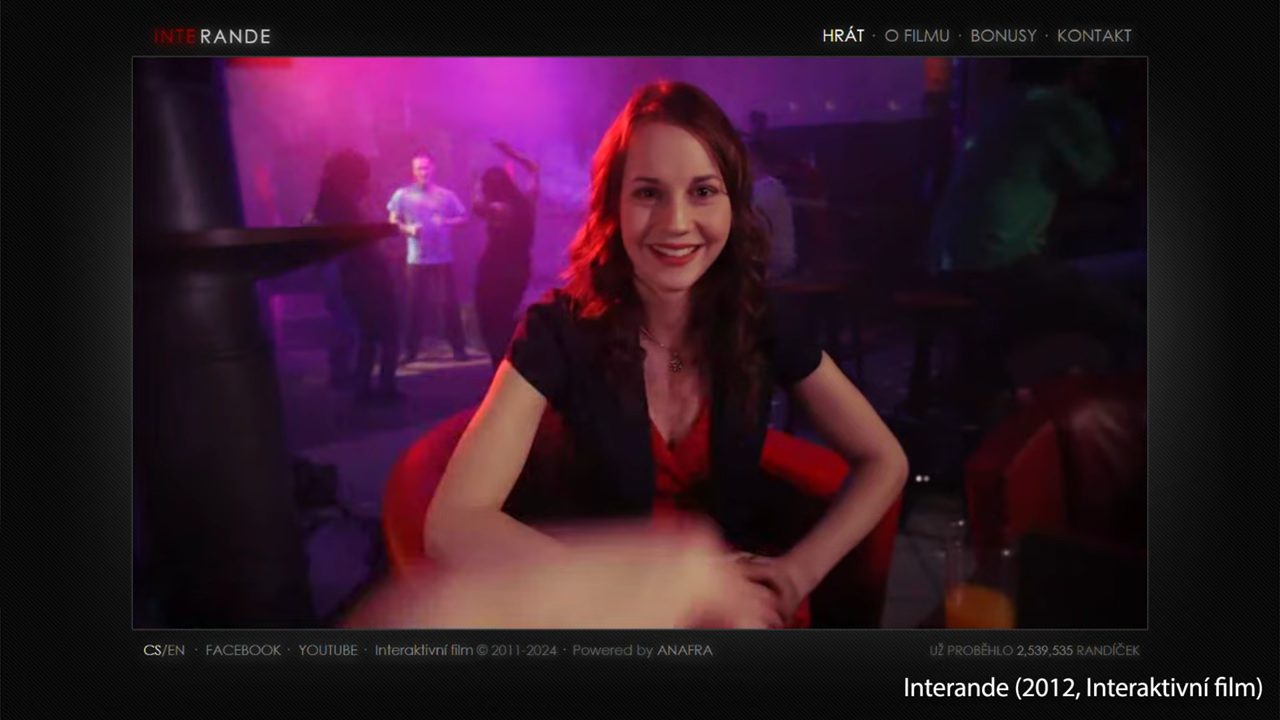 INTERANDE
HRÁT · O FILMU · BONUSY · KONTAKT
CS/EN · FACEBOOK · YOUTUBE · Interaktivní film © 2011-2024 · Powered by ANAFRA
UŽ PROBĚHLO 2,539,535 RANDÍČEK
Interande (2012, Interaktivní film)